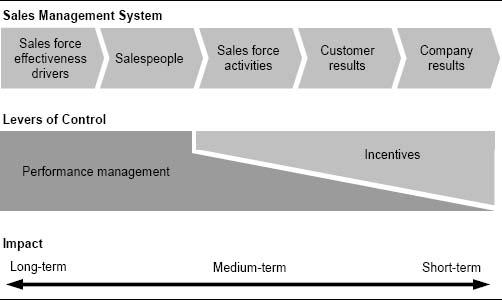 Sales Management System
Sales force
effectiveness
drivers
Salespeople
Sales force
activities
Customer
results
Company
results
Levers of Control
Performance management
Incentives
Impact
Long-term
Medium-term
Short-term